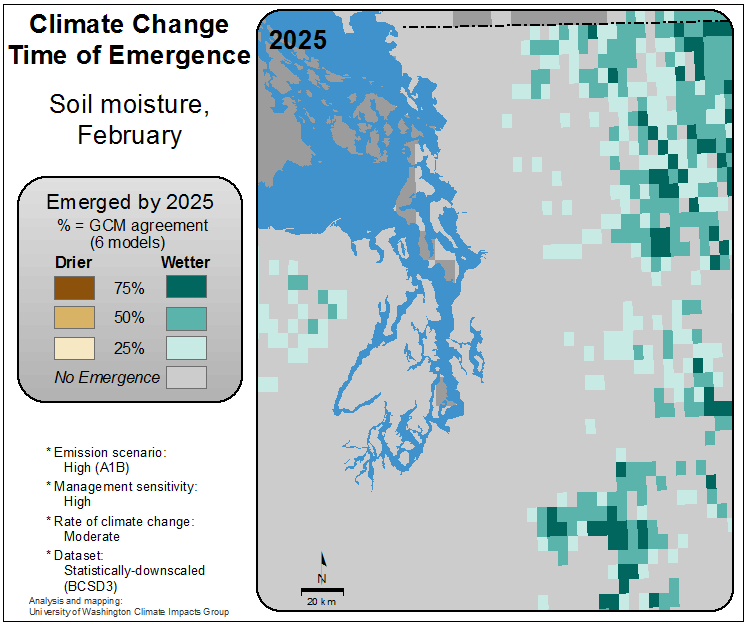 Climate Change
Time of Emergence
Soil moisture,
February
Emerged by 2025
% = GCM agreement
(6 models)
Drier Wetter
75%
50%
25%
No Emergence
* Emission scenario:
High (A1B)
* Management sensitivity:
High
* Rate of climate change:
Moderate
* Dataset:
Statistically-downscaled
(BCSD3)
Analysis and mapping:
University of Washington Climate Impacts Group
2025
N
20 km